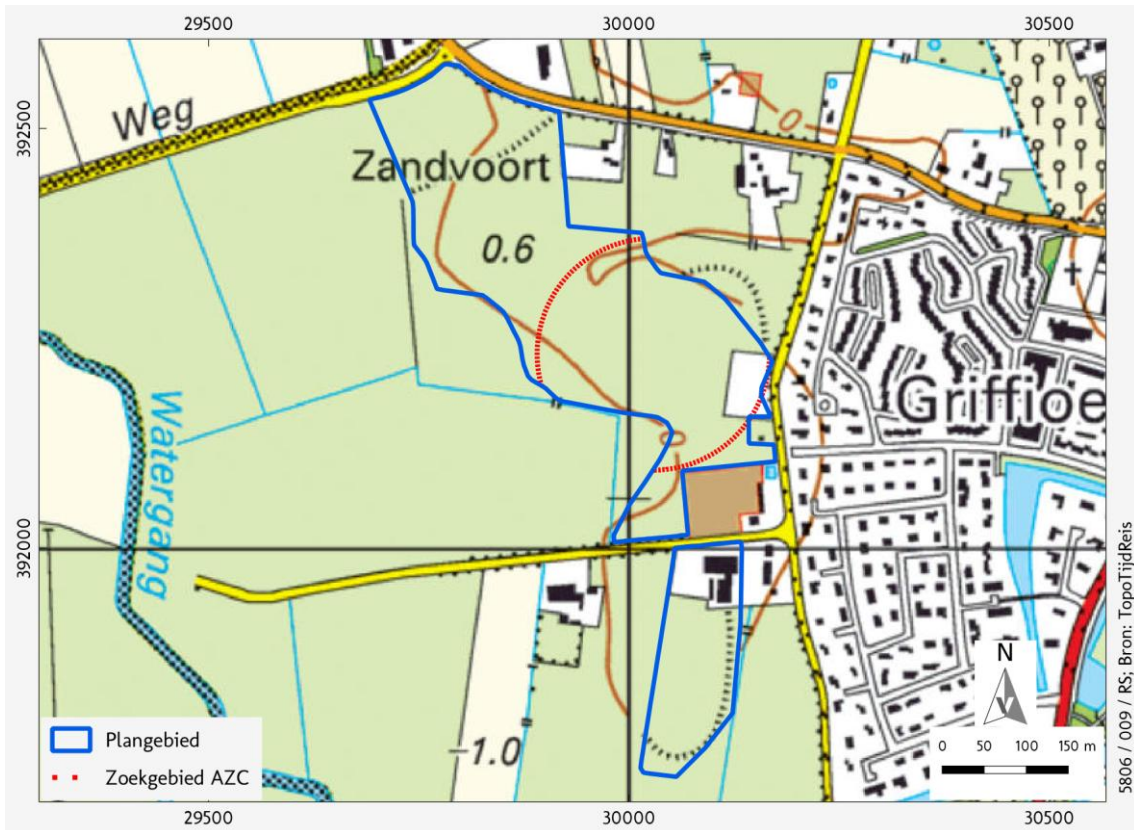 29500 30000 30500
392500
392000
Weg
Zandvoort
0
0.6
Griffioe
Watergang
-1.0
N
0 50 100 150 m
Plangebied
Zoekgebied AZC
29500 30000 30500
5806 / 009 / RS; Bron: TopoTijdReis